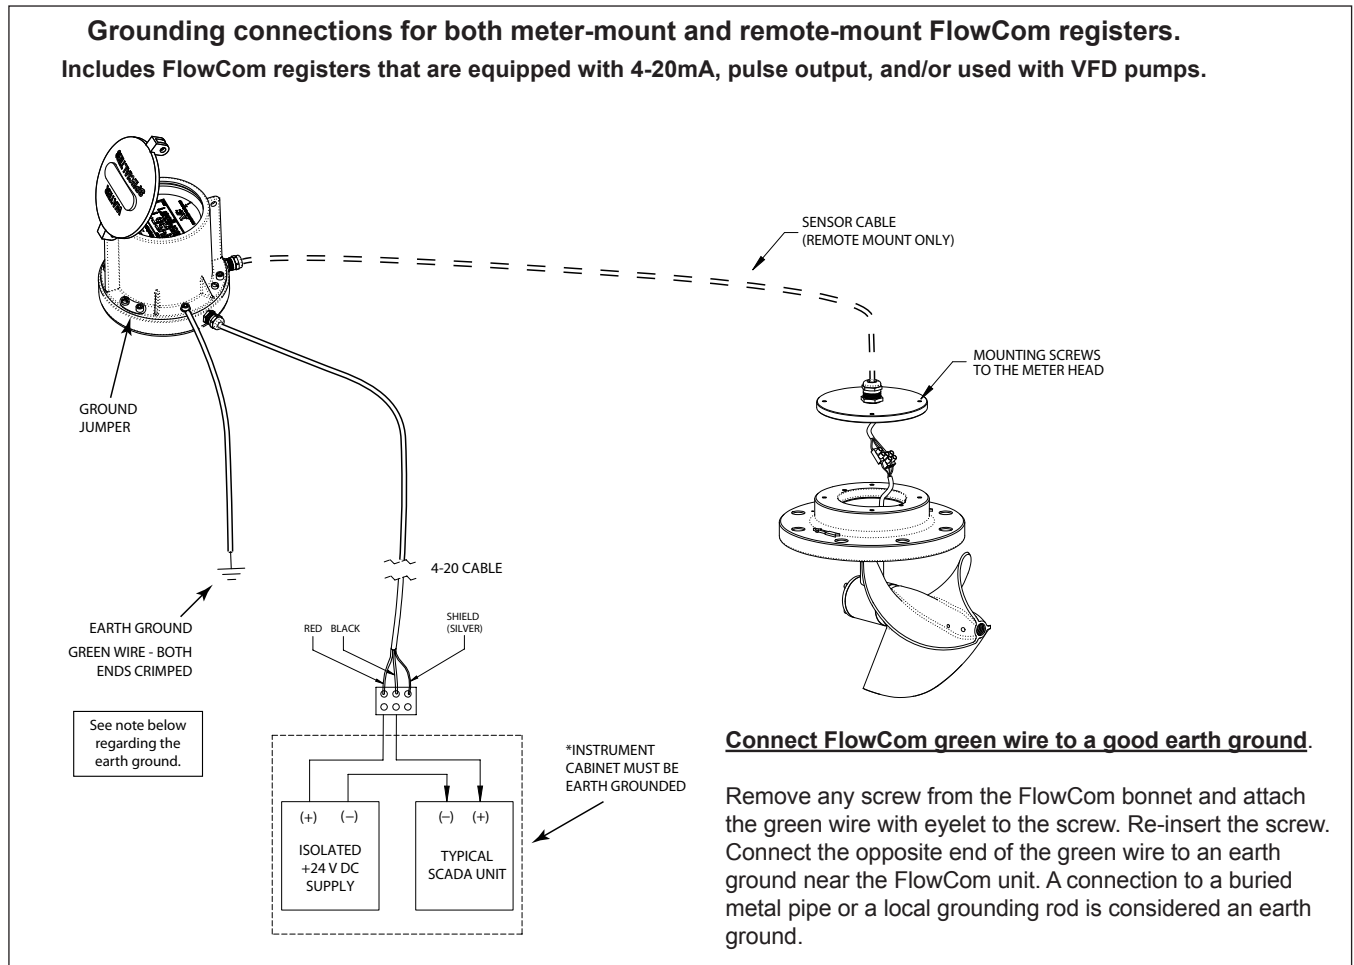 Grounding connections for both meter-mount and remote-mount FlowCom registers.
Includes FlowCom registers that are equipped with 4-20mA, pulse output, and/or used with VFD pumps.
SENSOR CABLE
(REMOTE MOUNT ONLY)
MOUNTING SCREWS
TO THE METER HEAD
GROUND
JUMPER
4-20 CABLE
EARTH GROUND
GREEN WIRE - BOTH
ENDS CRIMPED
RED BLACK
SHIELD
(SILVER)
See note below
regarding the
earth ground.
*INSTRUMENT
CABINET MUST BE
EARTH GROUNDED
(+) (−)
ISOLATED
+24 V DC
SUPPLY
(−) (+)
TYPICAL
SCADA UNIT
Connect FlowCom green wire to a good earth ground.
Remove any screw from the FlowCom bonnet and attach
the green wire with eyelet to the screw. Re-insert the screw.
Connect the opposite end of the green wire to an earth
ground near the FlowCom unit. A connection to a buried
metal pipe or a local grounding rod is considered an earth
ground.